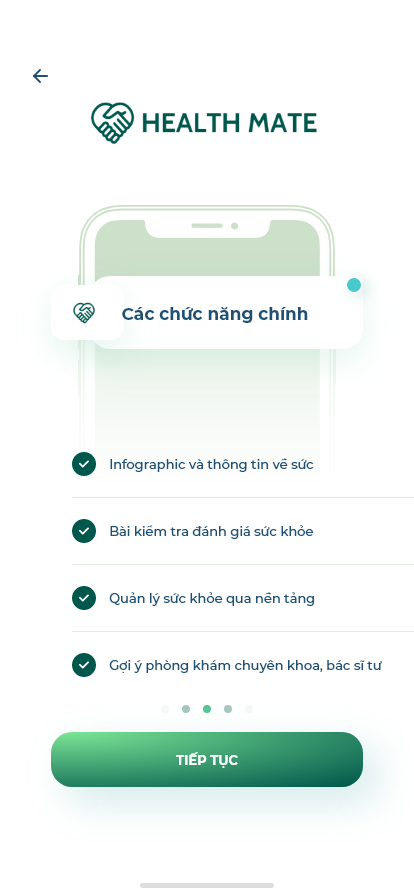 HEALTH MATE
Các chức năng chính
Infographic và thông tin về sức
Bài kiểm tra đánh giá sức khỏe
Quản lý sức khỏe qua nền tảng
Gợi ý phòng khám chuyên khoa, bác sĩ tư
TIẾP TỤC